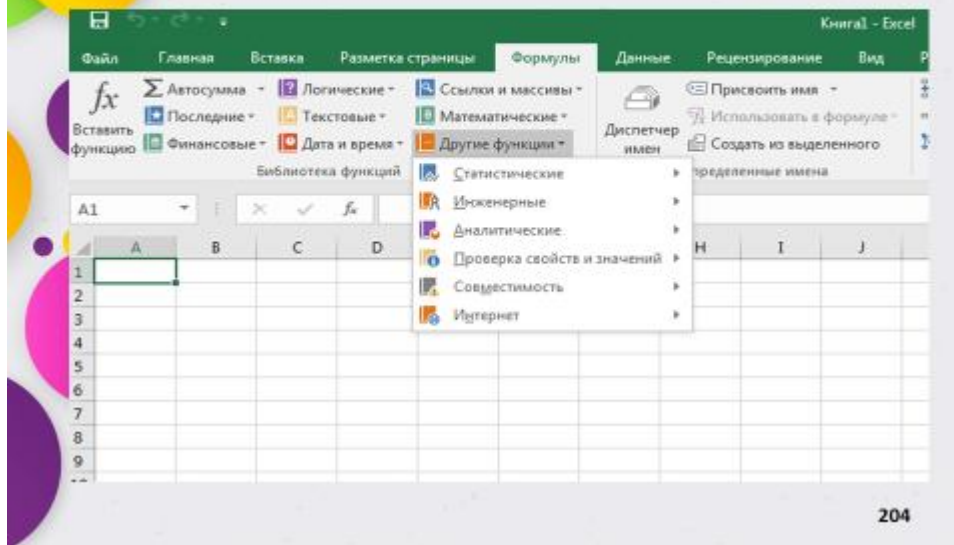 Книга1 - Excel
Файл Главная Вставка Разметка страницы Формулы Данные Рецензирование Вид Р
fx Вставить функцию
Автосумма
Последние
Финансовые
Логические
Текстовые
Дата и время
Ссылки и массивы
Математические
Другие функции
Диспетчер имен
Присвоить имя
Использовать в формуле
Создать из выделенного
Библиотека функций
пределенные имена
Статистические
Инженерные
Аналитические
Проверка свойств и значений
Совместимость
Интернет
A1 fx
A B C D H I J
1
2
3
4
5
6
7
8
9
204